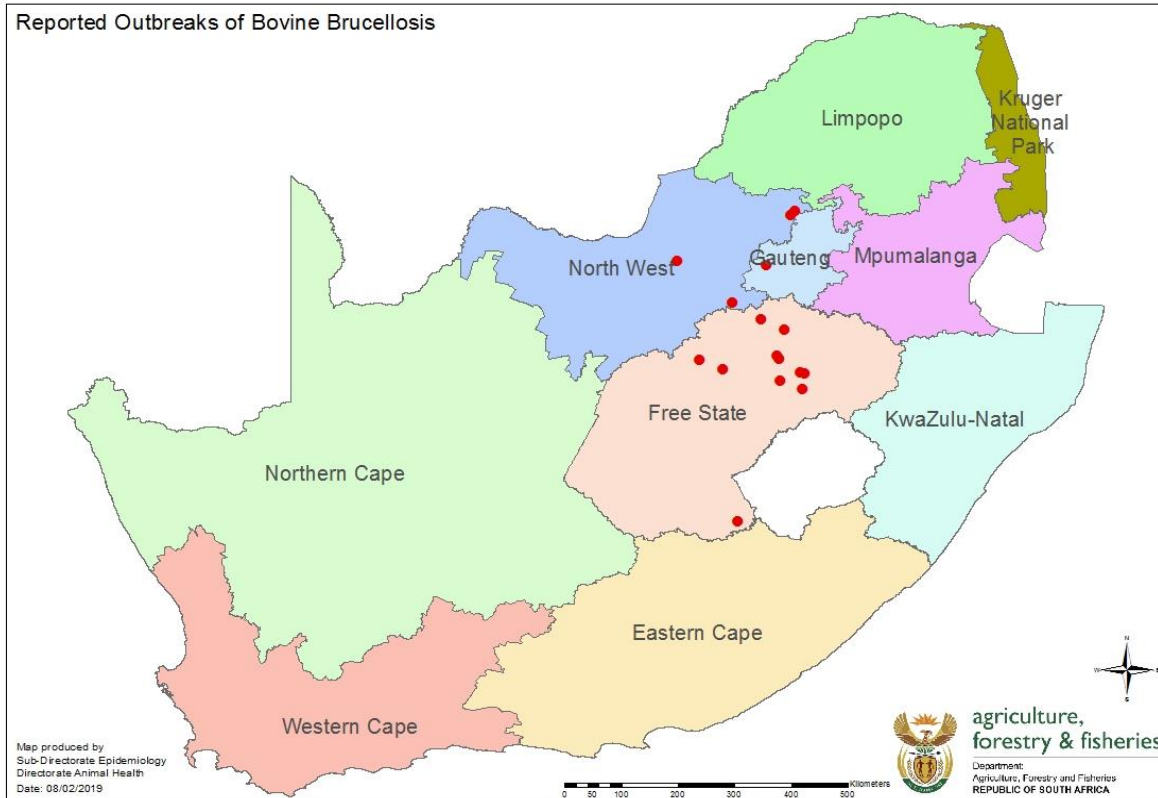 Reported Outbreaks of Bovine Brucellosis
Limpopo
Kruger
National
Park
North West
Gauteng
Mpumalanga
Free State
KwaZulu-Natal
Northern Cape
Eastern Cape
Western Cape
N
W
E
S
Map produced by
Sub-Directorate Epidemiology
Directorate Animal Health
Date: 08/02/2019
Kilometers
0 50 100 200 300 400 500
agriculture,
forestry & fisheries
Department:
Agriculture, Forestry and Fisheries
REPUBLIC OF SOUTH AFRICA